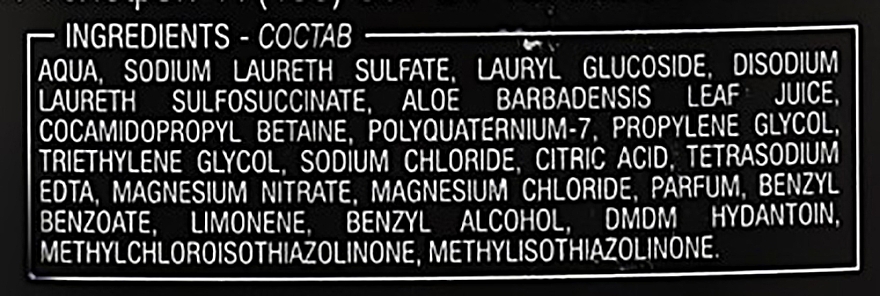 INGREDIENTS - СОСТАВ
AQUA, SODIUM LAURETH SULFATE, LAURYL GLUCOSIDE, DISODIUM
LAURETH SULFOSUCCINATE, ALOE BARBADENSIS LEAF JUICE,
COCAMIDOPROPYL BETAINE, POLYQUATERNIUM-7, PROPYLENE GLYCOL,
TRIETHYLENE GLYCOL, SODIUM CHLORIDE, CITRIC ACID, TETRASODIUM
EDTA, MAGNESIUM NITRATE, MAGNESIUM CHLORIDE, PARFUM, BENZYL
BENZOATE, LIMONENE, BENZYL ALCOHOL, DMDM HYDANTOIN,
METHYLCHLOROISOTHIAZOLINONE, METHYLISOTHIAZOLINONE.